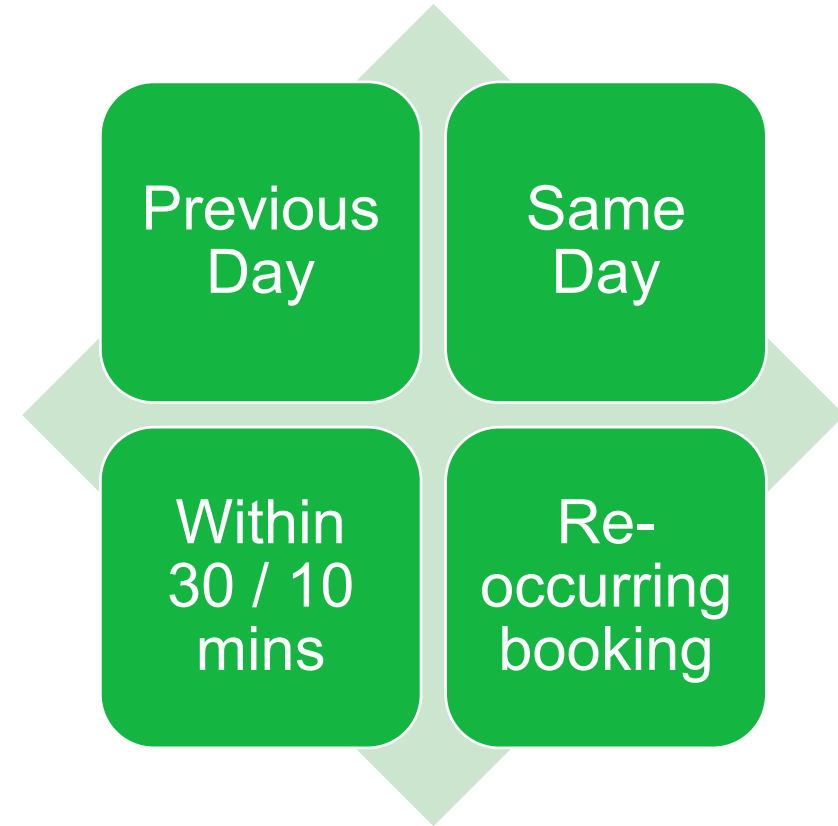 Previous
Day
Same
Day
Within
30 / 10
mins
Re-
occurring
booking